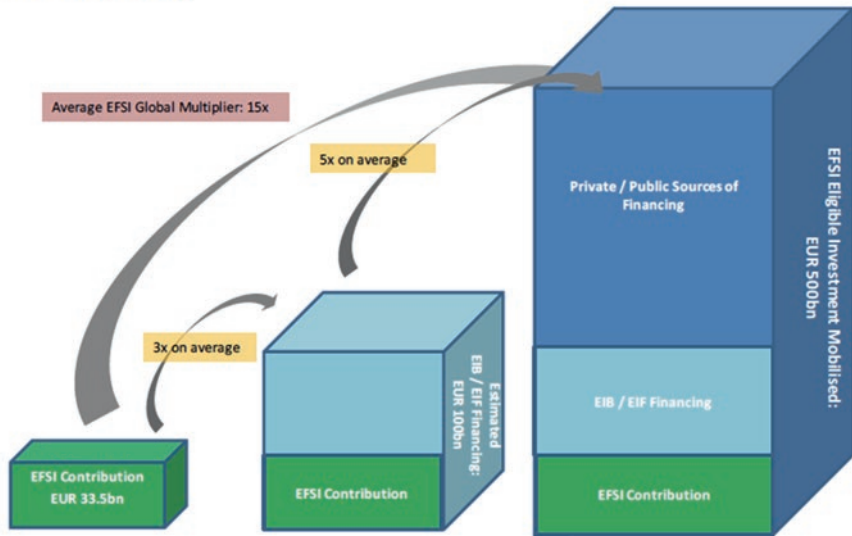 Average EFSI Global Multiplier: 15x
5x on average
3x on average
EFSI Contribution
EUR 33.5bn
Estimated
EIB / EIF Financing:
EUR 100bn
EFSI Contribution
Private / Public Sources of
Financing
EIB / EIF Financing
EFSI Contribution
EFSI Eligible Investment Mobilised:
EUR 500bn